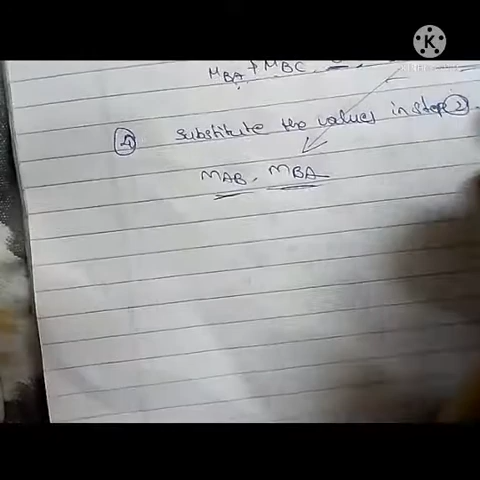 MBA + MBC
K
④ substitute the values in step ②.
MAB, MBA